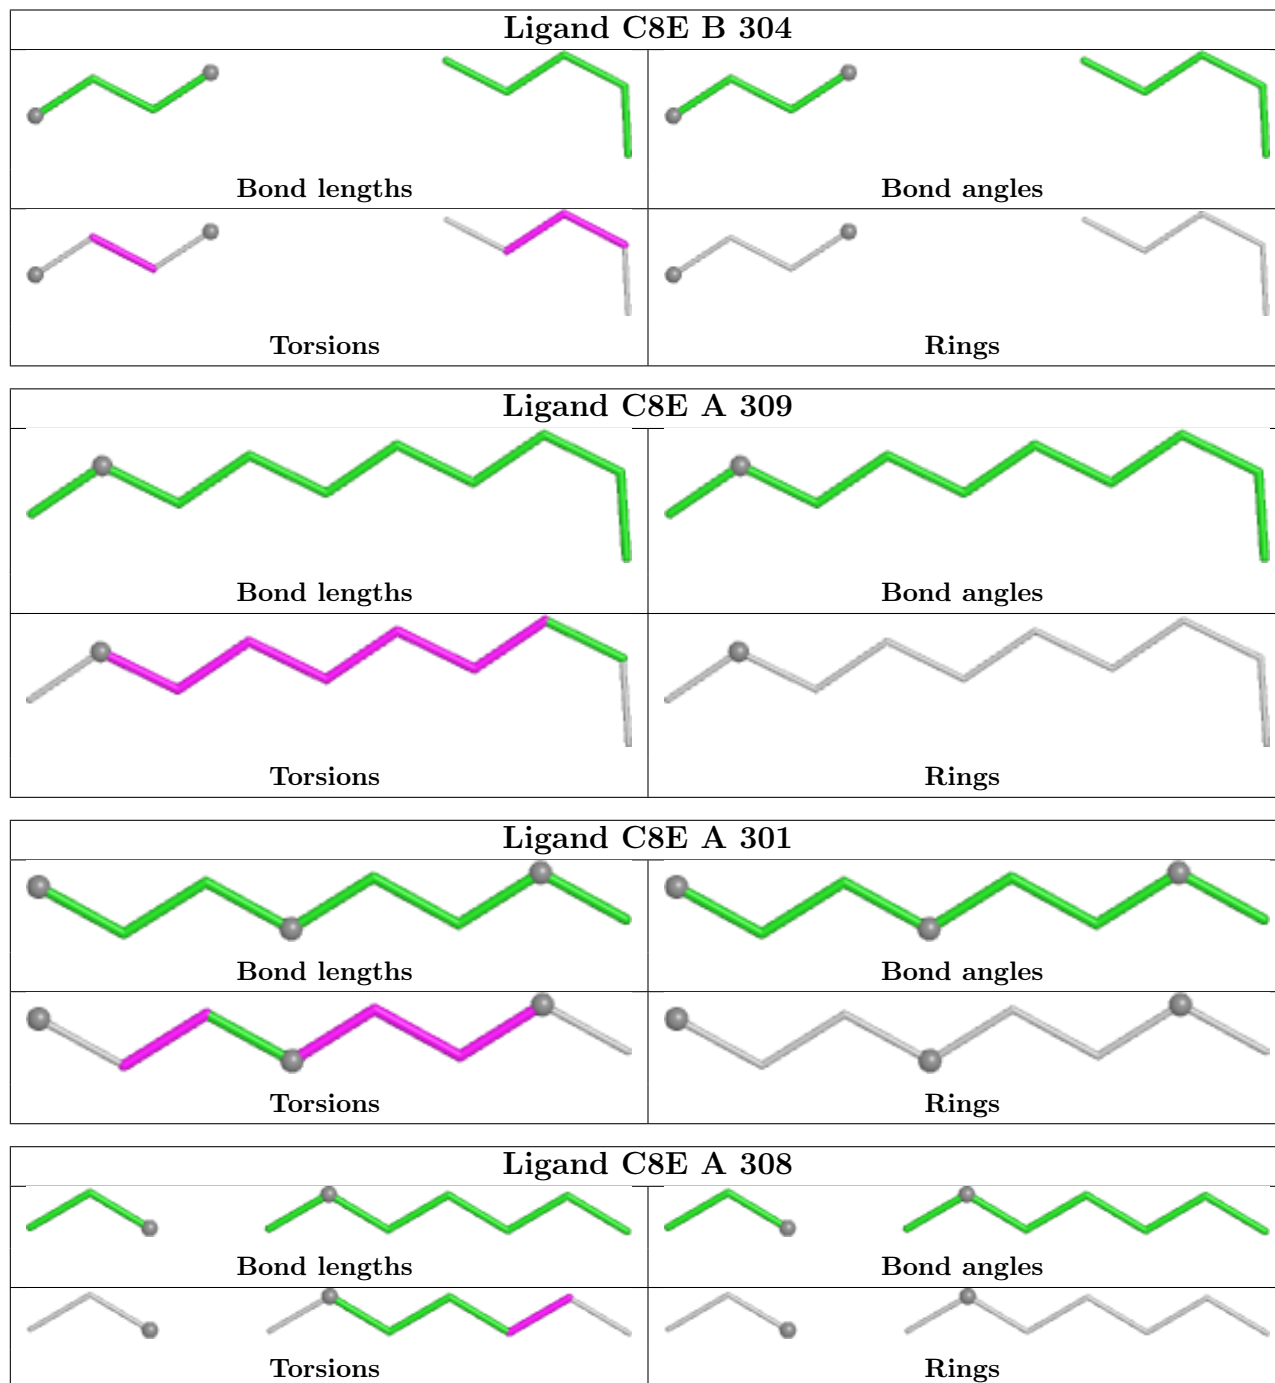 Ligand C8E B 304
Bond lengths
Bond angles
Torsions
Rings
Ligand C8E A 309
Bond lengths
Bond angles
Torsions
Rings
Ligand C8E A 301
Bond lengths
Bond angles
Torsions
Rings
Ligand C8E A 308
Bond lengths
Bond angles
Torsions
Rings